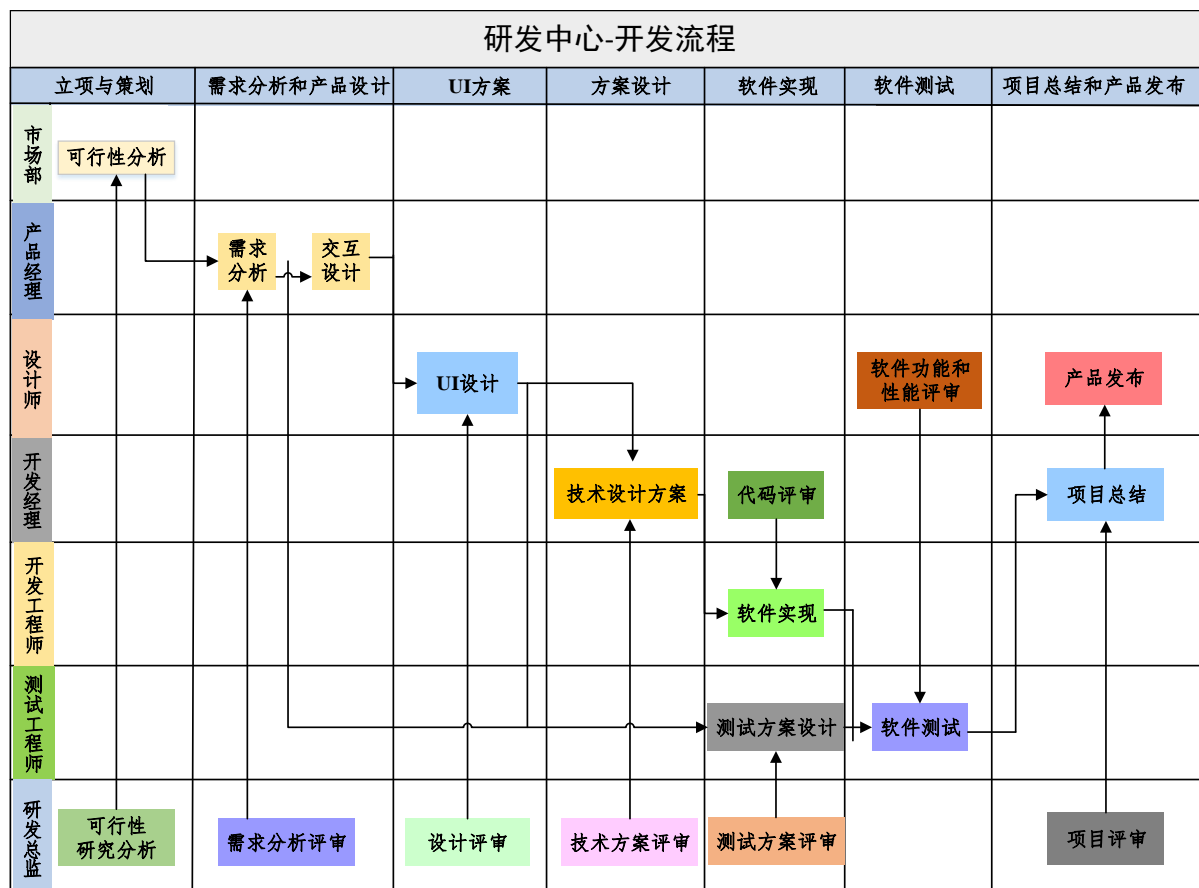 研发中心-开发流程
立项与策划
需求分析和产品设计
UI方案
方案设计
软件实现
软件测试
项目总结和产品发布
市场部
可行性分析
产品经理
需求
分析
交互
设计
设计师
UI设计
软件功能和
性能评审
产品发布
开发经理
技术设计方案
代码评审
项目总结
开发工程师
软件实现
测试工程师
测试方案设计
软件测试
研发总监
可行性
研究分析
需求分析评审
设计评审
技术方案评审
测试方案评审
项目评审